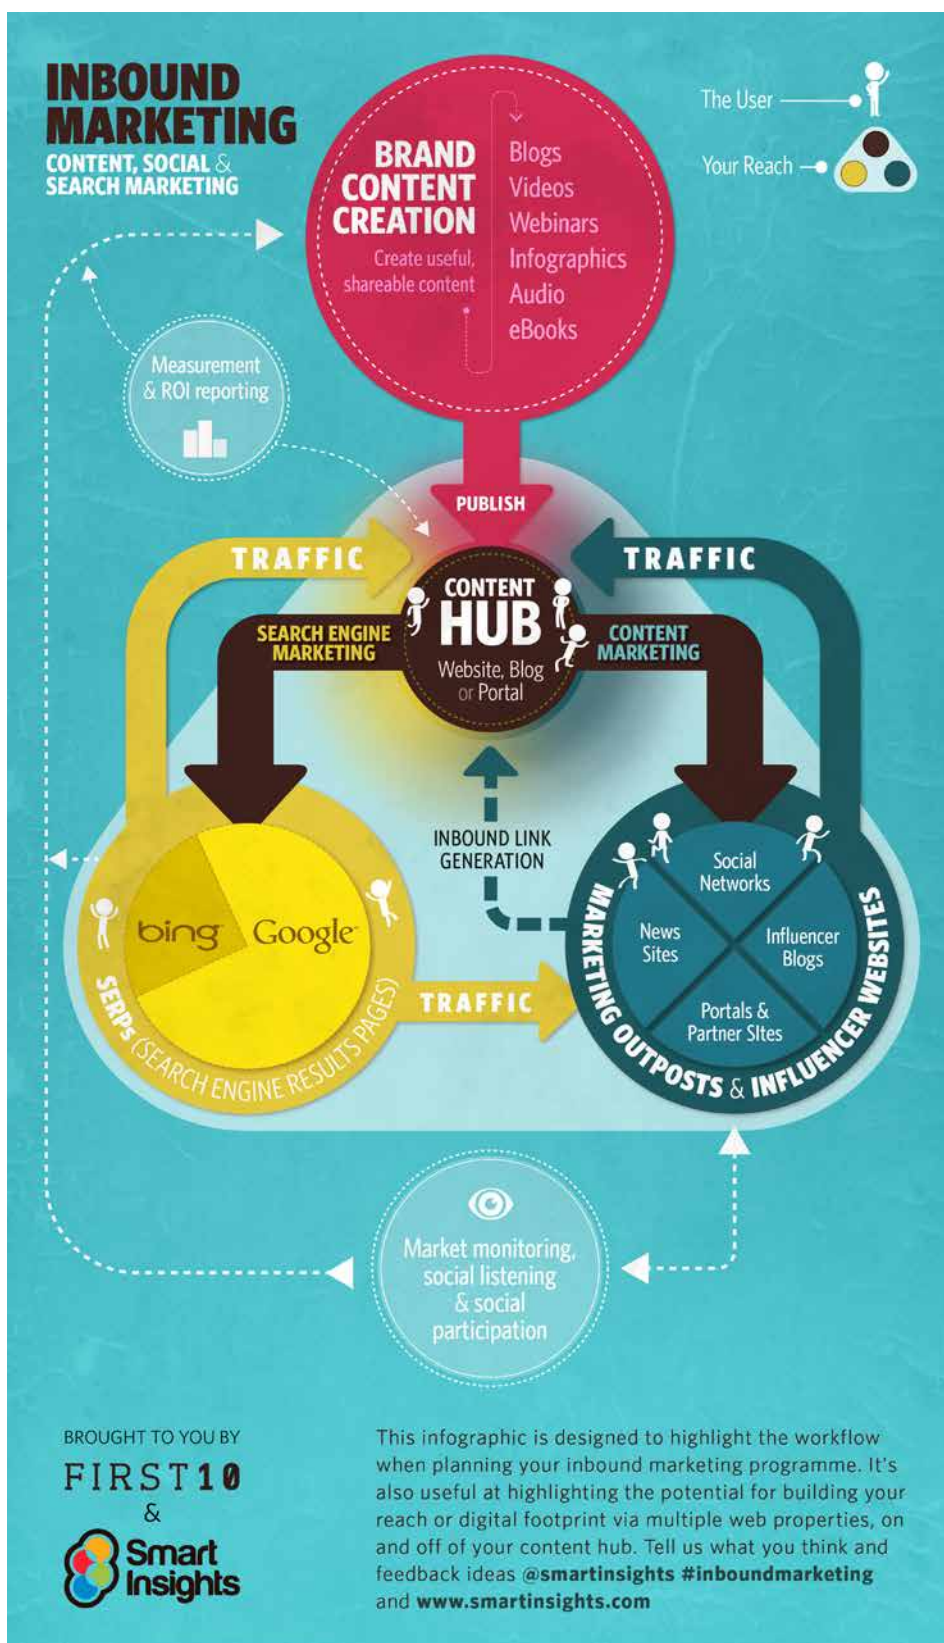 INBOUND
MARKETING
CONTENT, SOCIAL &
SEARCH MARKETING
The User
Your Reach
BRAND
CONTENT
CREATION
Create useful,
shareable content
Blogs
Videos
Webinars
Infographics
Audio
eBooks
Measurement
& ROI reporting
PUBLISH
TRAFFIC
TRAFFIC
CONTENT
HUB
Website, Blog
or Portal
SEARCH ENGINE
MARKETING
CONTENT
MARKETING
INBOUND LINK
GENERATION
bing
Google
SERPs (SEARCH ENGINE RESULTS PAGES)
TRAFFIC
Social
Networks
News
Sites
Influencer
Blogs
Portals &
Partner SItes
MARKETING OUTPOSTS & INFLUENCER WEBSITES
Market monitoring,
social listening
& social
participation
BROUGHT TO YOU BY
FIRST10
&
Smart
Insights
This infographic is designed to highlight the workflow
when planning your inbound marketing programme. It's
also useful at highlighting the potential for building your
reach or digital footprint via multiple web properties, on
and off of your content hub. Tell us what you think and
feedback ideas @smartinsights #inboundmarketing
and www.smartinsights.com